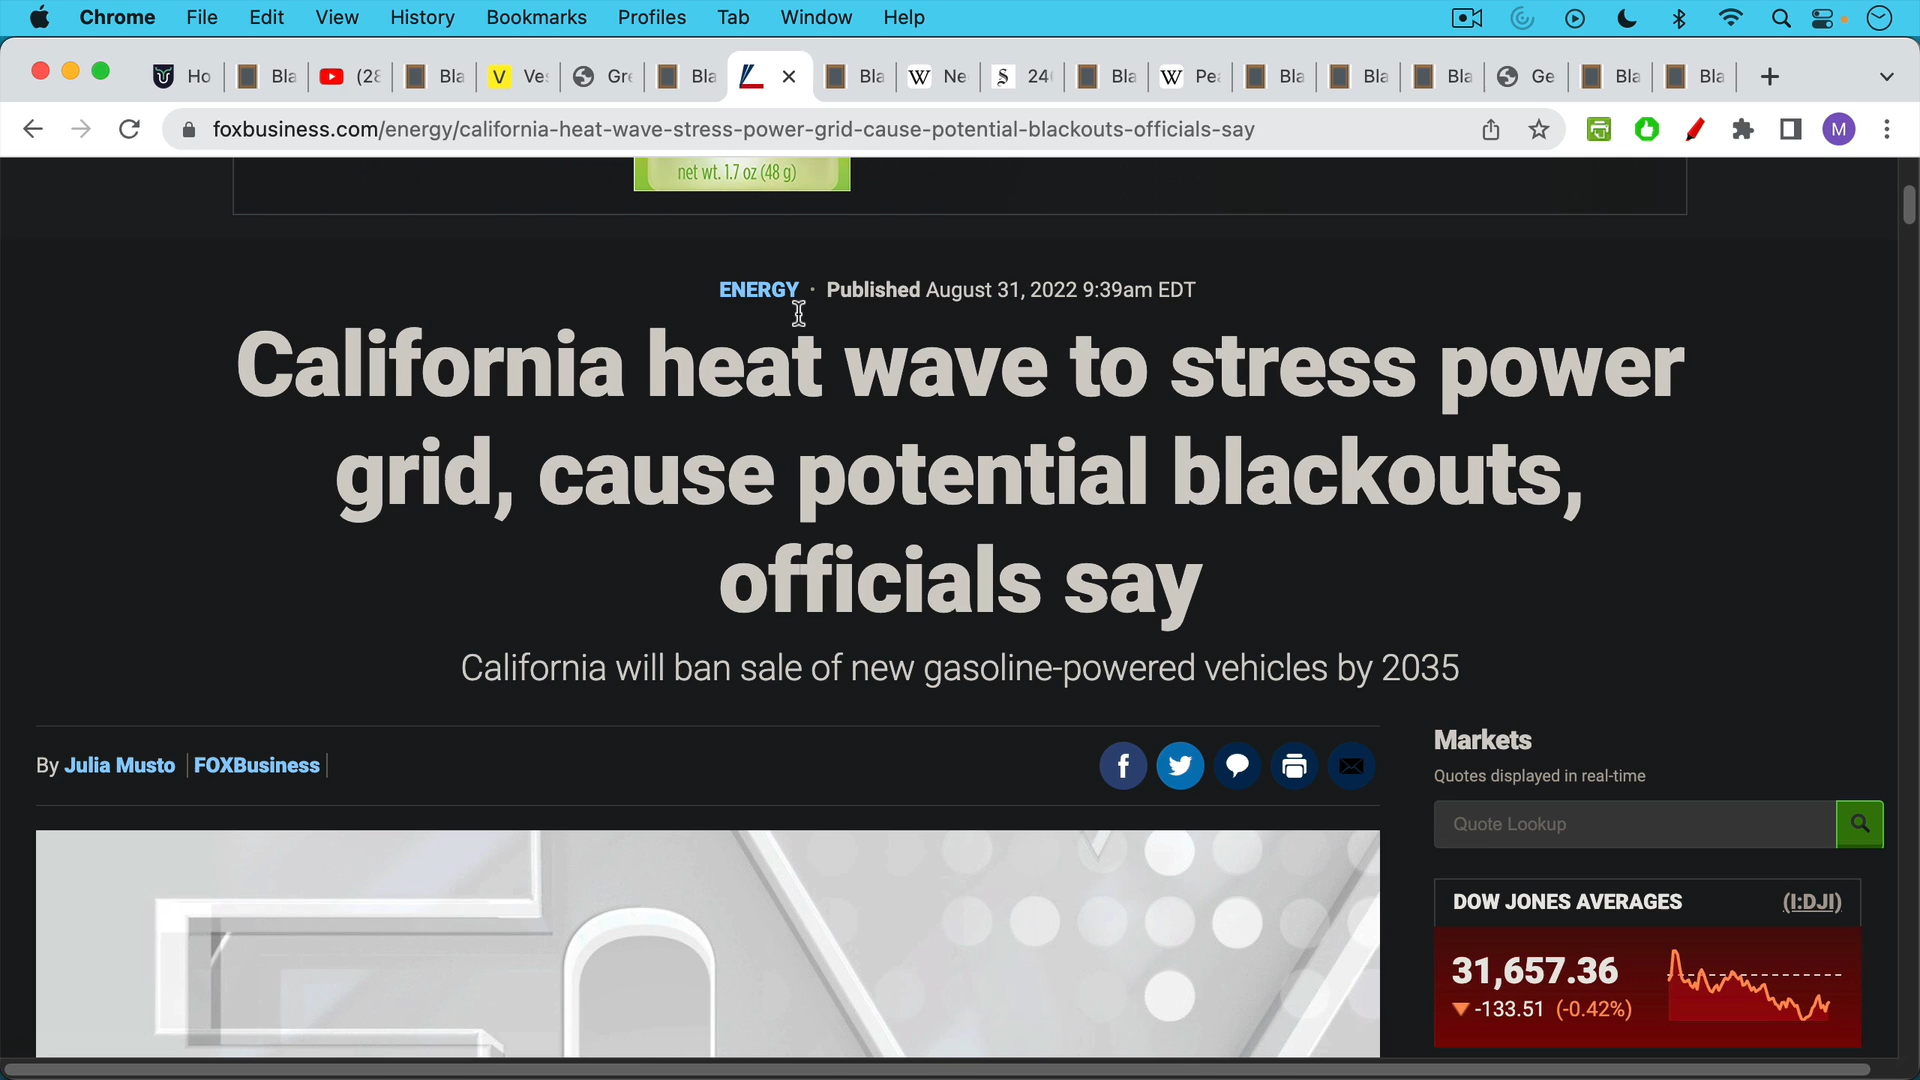 Chrome File Edit View History Bookmarks Profiles Tab Window Help
Ho Bla (28 Bla V Ve Gre Bla Bla W Ne S 24 Bla W Pe Bla Bla Bla Ge Bla Bla
foxbusiness.com/energy/california-heat-wave-stress-power-grid-cause-potential-blackouts-officials-say M
net wt. 1.7 oz (48 g)
ENERGY · Published August 31, 2022 9:39am EDT
California heat wave to stress power
grid, cause potential blackouts,
officials say
California will ban sale of new gasoline-powered vehicles by 2035
By Julia Musto FOXBusiness
Markets
Quotes displayed in real-time
Quote Lookup
DOW JONES AVERAGES (I:DJI)
31,657.36
-133.51 (-0.42%)